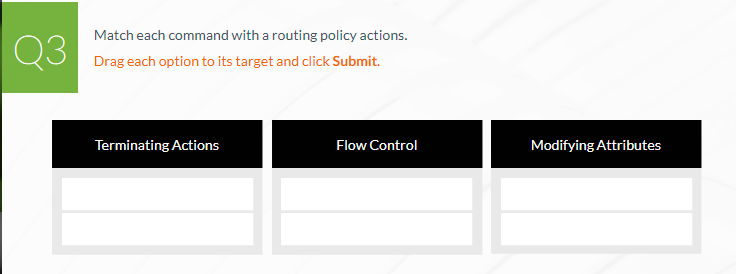 Q3
Match each command with a routing policy actions.
Drag each option to its target and click Submit.
Terminating Actions
Flow Control
Modifying Attributes